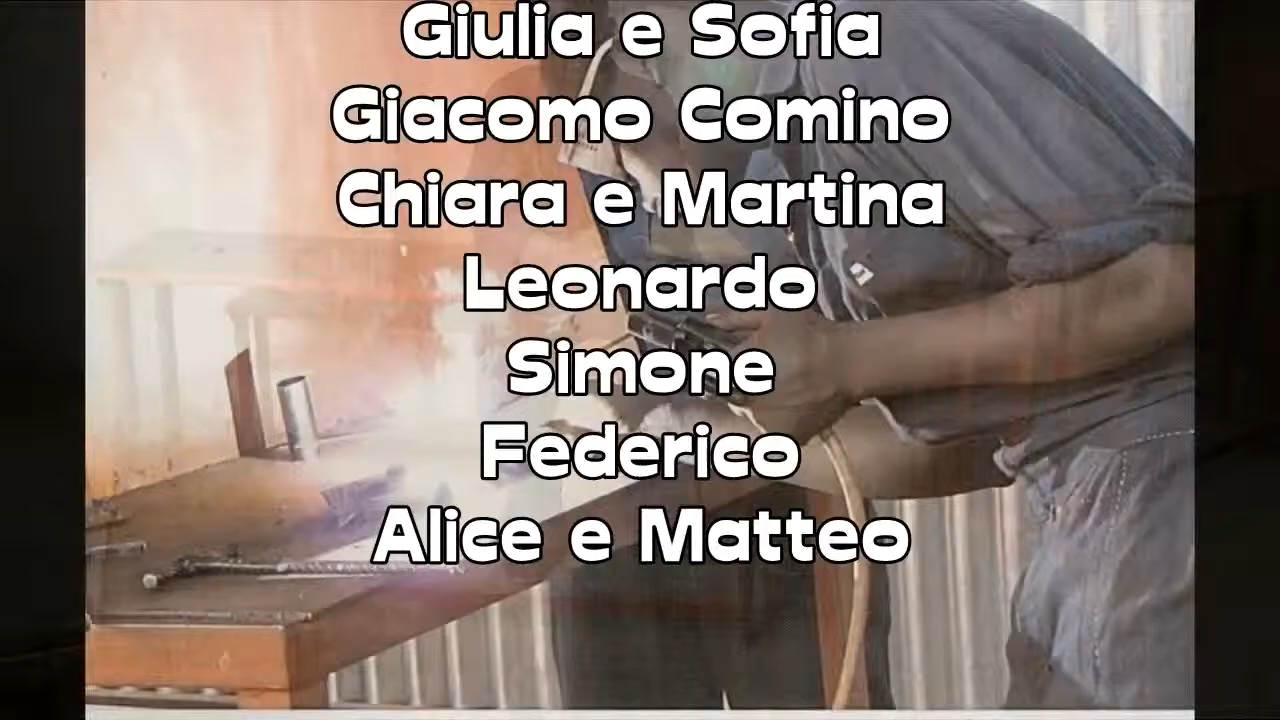 Giulia e Sofia
Giacomo Comino
Chiara e Martina
Leonardo
Simone
Federico
Alice e Matteo